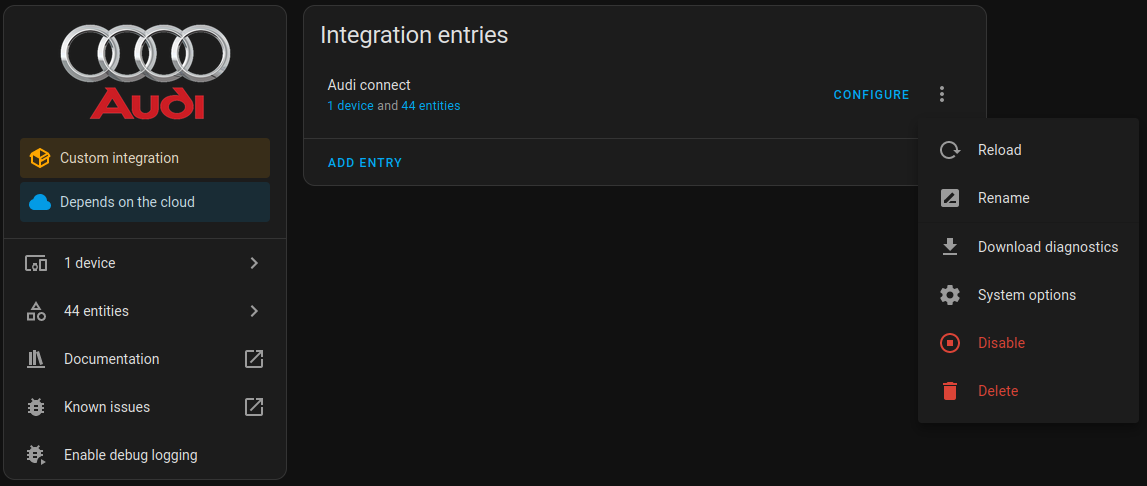 Audi
Custom integration
Depends on the cloud
1 device
44 entities
Documentation
Known issues
Enable debug logging
Integration entries
Audi connect
1 device and 44 entities
CONFIGURE
ADD ENTRY
Reload
Rename
Download diagnostics
System options
Disable
Delete